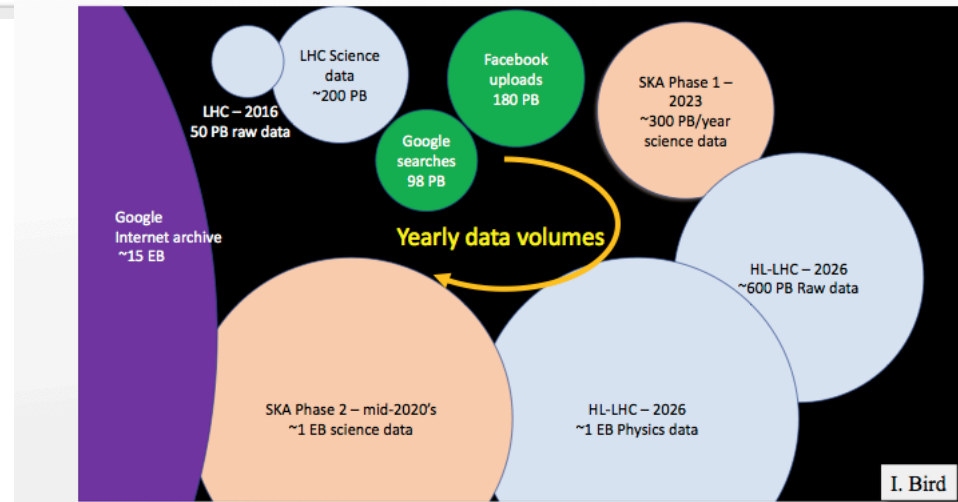 LHC Science
data
~200 PB
LHC – 2016
50 PB raw data
Facebook
uploads
180 PB
Google
searches
98 PB
SKA Phase 1 –
2023
~300 PB/year
science data
Google
Internet archive
~15 EB
Yearly data volumes
HL-LHC – 2026
~600 PB Raw data
SKA Phase 2 – mid-2020's
~1 EB science data
HL-LHC – 2026
~1 EB Physics data
I. Bird